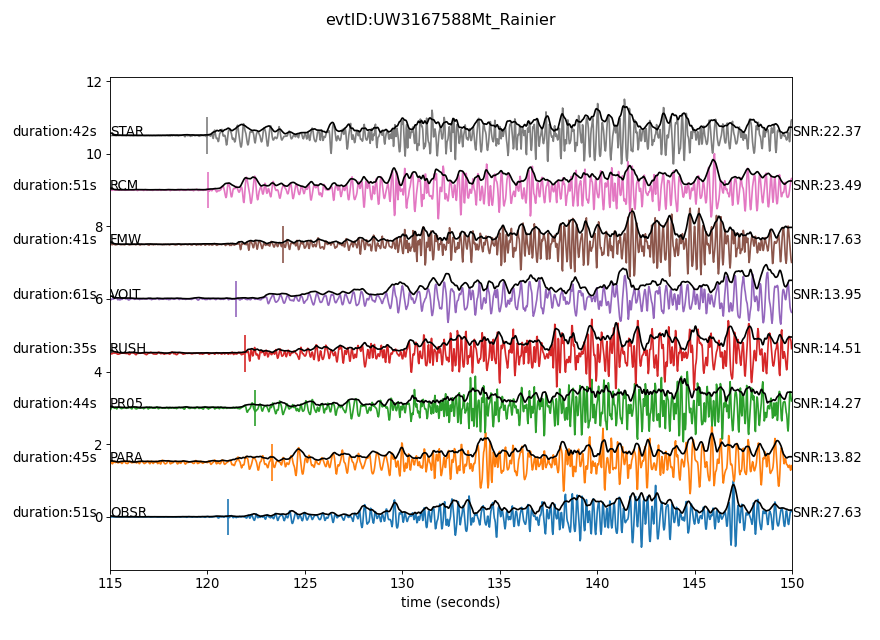 evtID:UW3167588Mt_Rainier
12
duration:42s STAR SNR:22.37
10
duration:51s RCM SNR:23.49
8
duration:41s FMW SNR:17.63
duration:61s VOIT SNR:13.95
6
duration:35s RUSH SNR:14.51
4
duration:44s PR05 SNR:14.27
2
duration:45s PARA SNR:13.82
duration:51s OBSR SNR:27.63
0
115 120 125 130 135 140 145 150
time (seconds)